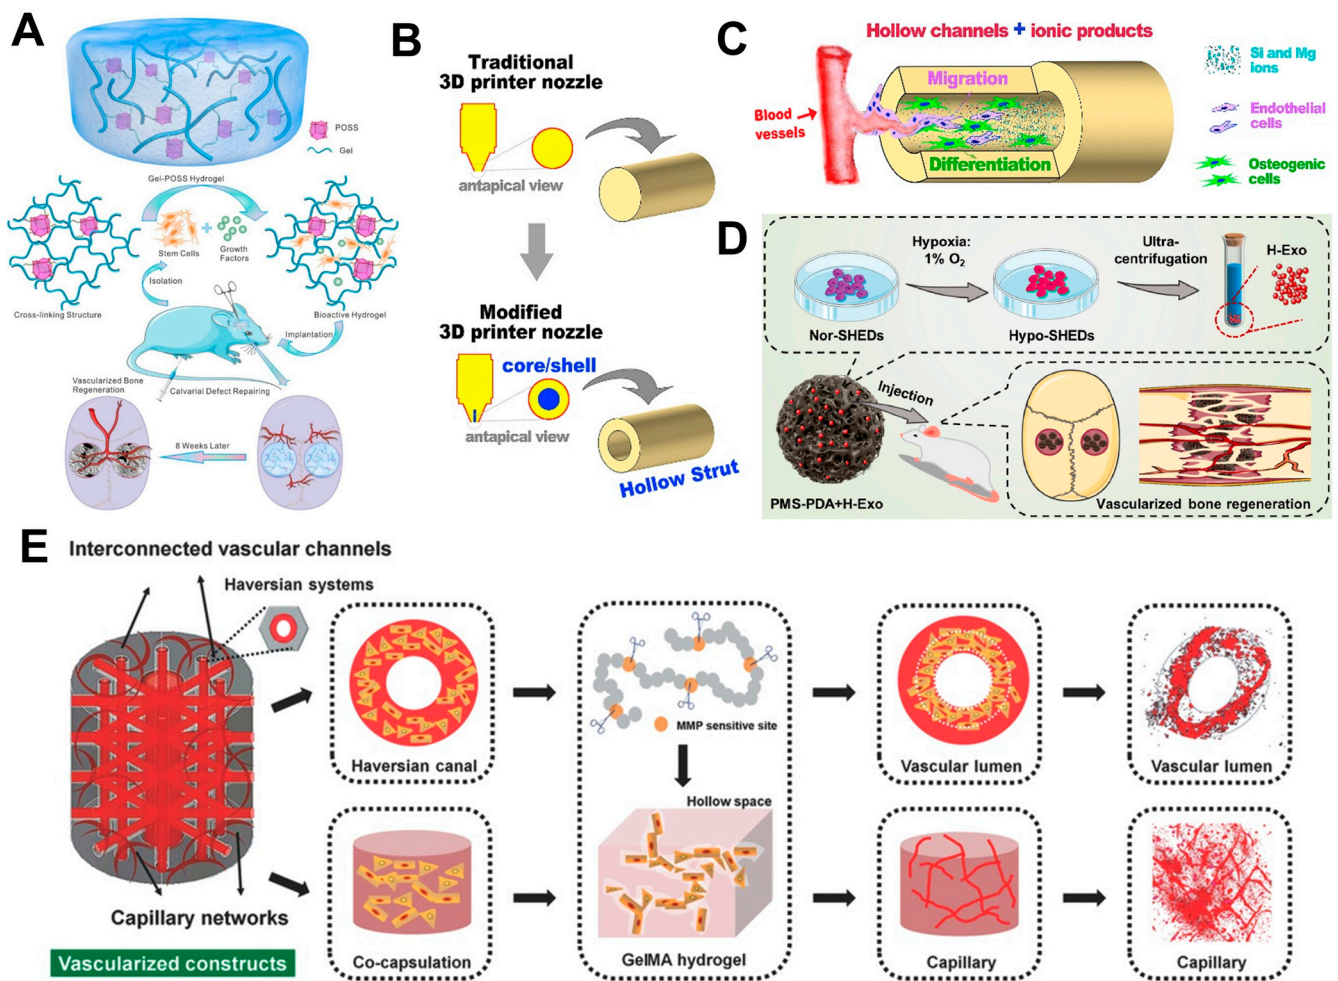 A
POSS
Gel
Gel-POSS Hydrogel
Stem Cells
Growth
Factors
Isolation
Cross-linking Structure
Bioactive Hydrogel
Implantation
Vascularized Bone
Regeneration
Calvarial Defect Repairing
8 Weeks Later
B
Traditional
3D printer nozzle
antapical view
Modified
3D printer nozzle
core/shell
antapical view
Hollow Strut
C
Hollow channels + ionic products
Migration
Blood
vessels
Differentiation
Si and Mg
ions
Endothelial
cells
Osteogenic
cells
D
Hypoxia:
1% O₂
Ultra-
centrifugation
H-Exo
Nor-SHEDs
Hypo-SHEDs
Injection
PMS-PDA+H-Exo
Vascularized bone regeneration
E
Interconnected vascular channels
Haversian systems
Capillary networks
Vascularized constructs
Haversian canal
MMP sensitive site
Vascular lumen
Vascular lumen
Hollow space
Co-capsulation
GelMA hydrogel
Capillary
Capillary